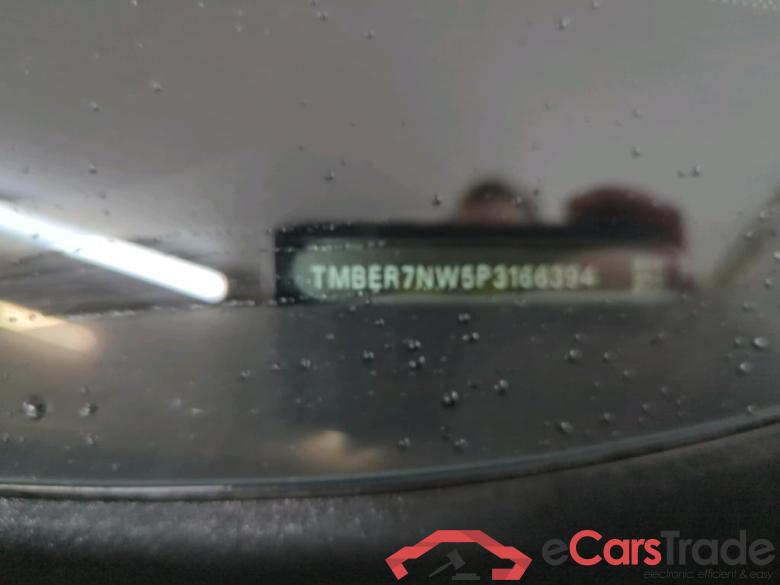 TMBER7NW5P3166394
eCarsTrade
electronic, efficient & easy